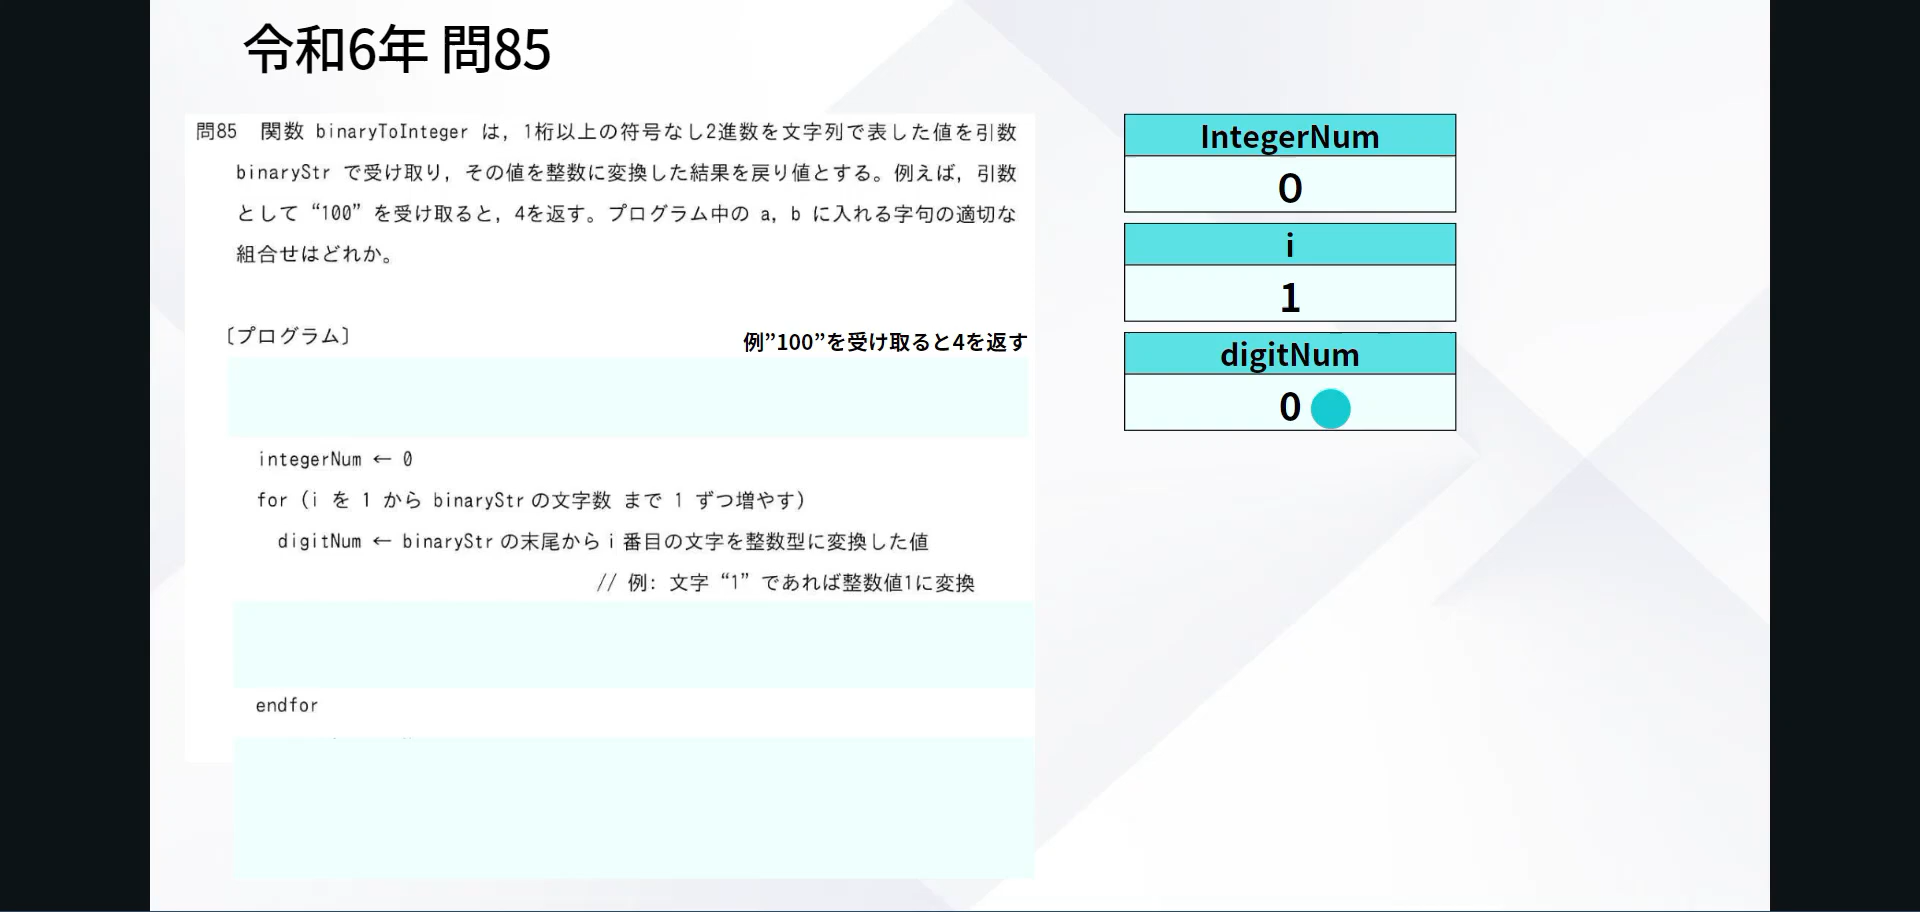 令和6年 問85
問85 関数 binaryToInteger は，1桁以上の符号なし2進数を文字列で表した値を引数
binaryStr で受け取り，その値を整数に変換した結果を戻り値とする。例えば，引数
として “100” を受け取ると，4を返す。プログラム中の a，b に入れる字句の適切な
組合せはどれか。
〔プログラム〕
例”100”を受け取ると4を返す
integerNum ← 0
for (i を 1 から binaryStr の文字数 まで 1 ずつ増やす)
digitNum ← binaryStr の末尾から i 番目の文字を整数型に変換した値
// 例: 文字 “1” であれば整数値1に変換
endfor
IntegerNum
0
i
1
digitNum
0